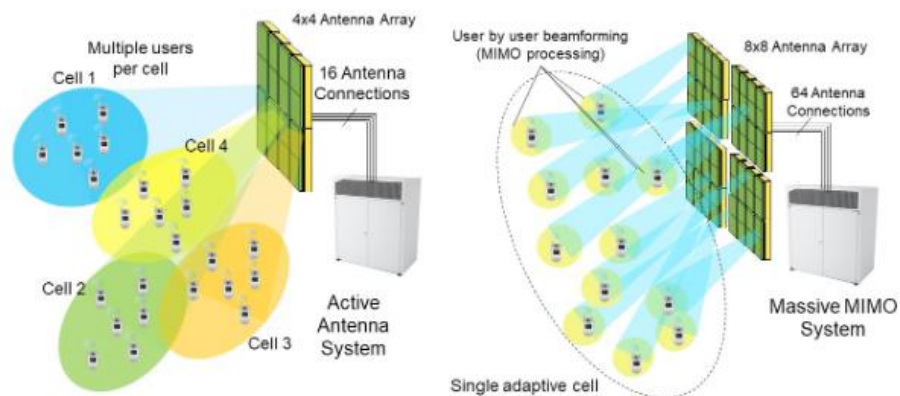 4x4 Antenna Array
Multiple users
per cell
Cell 1
16 Antenna
Connections
Cell 4
Cell 2
Cell 3
Active
Antenna
System
User by user beamforming
(MIMO processing)
8x8 Antenna Array
64 Antenna
Connections
Massive MIMO
System
Single adaptive cell